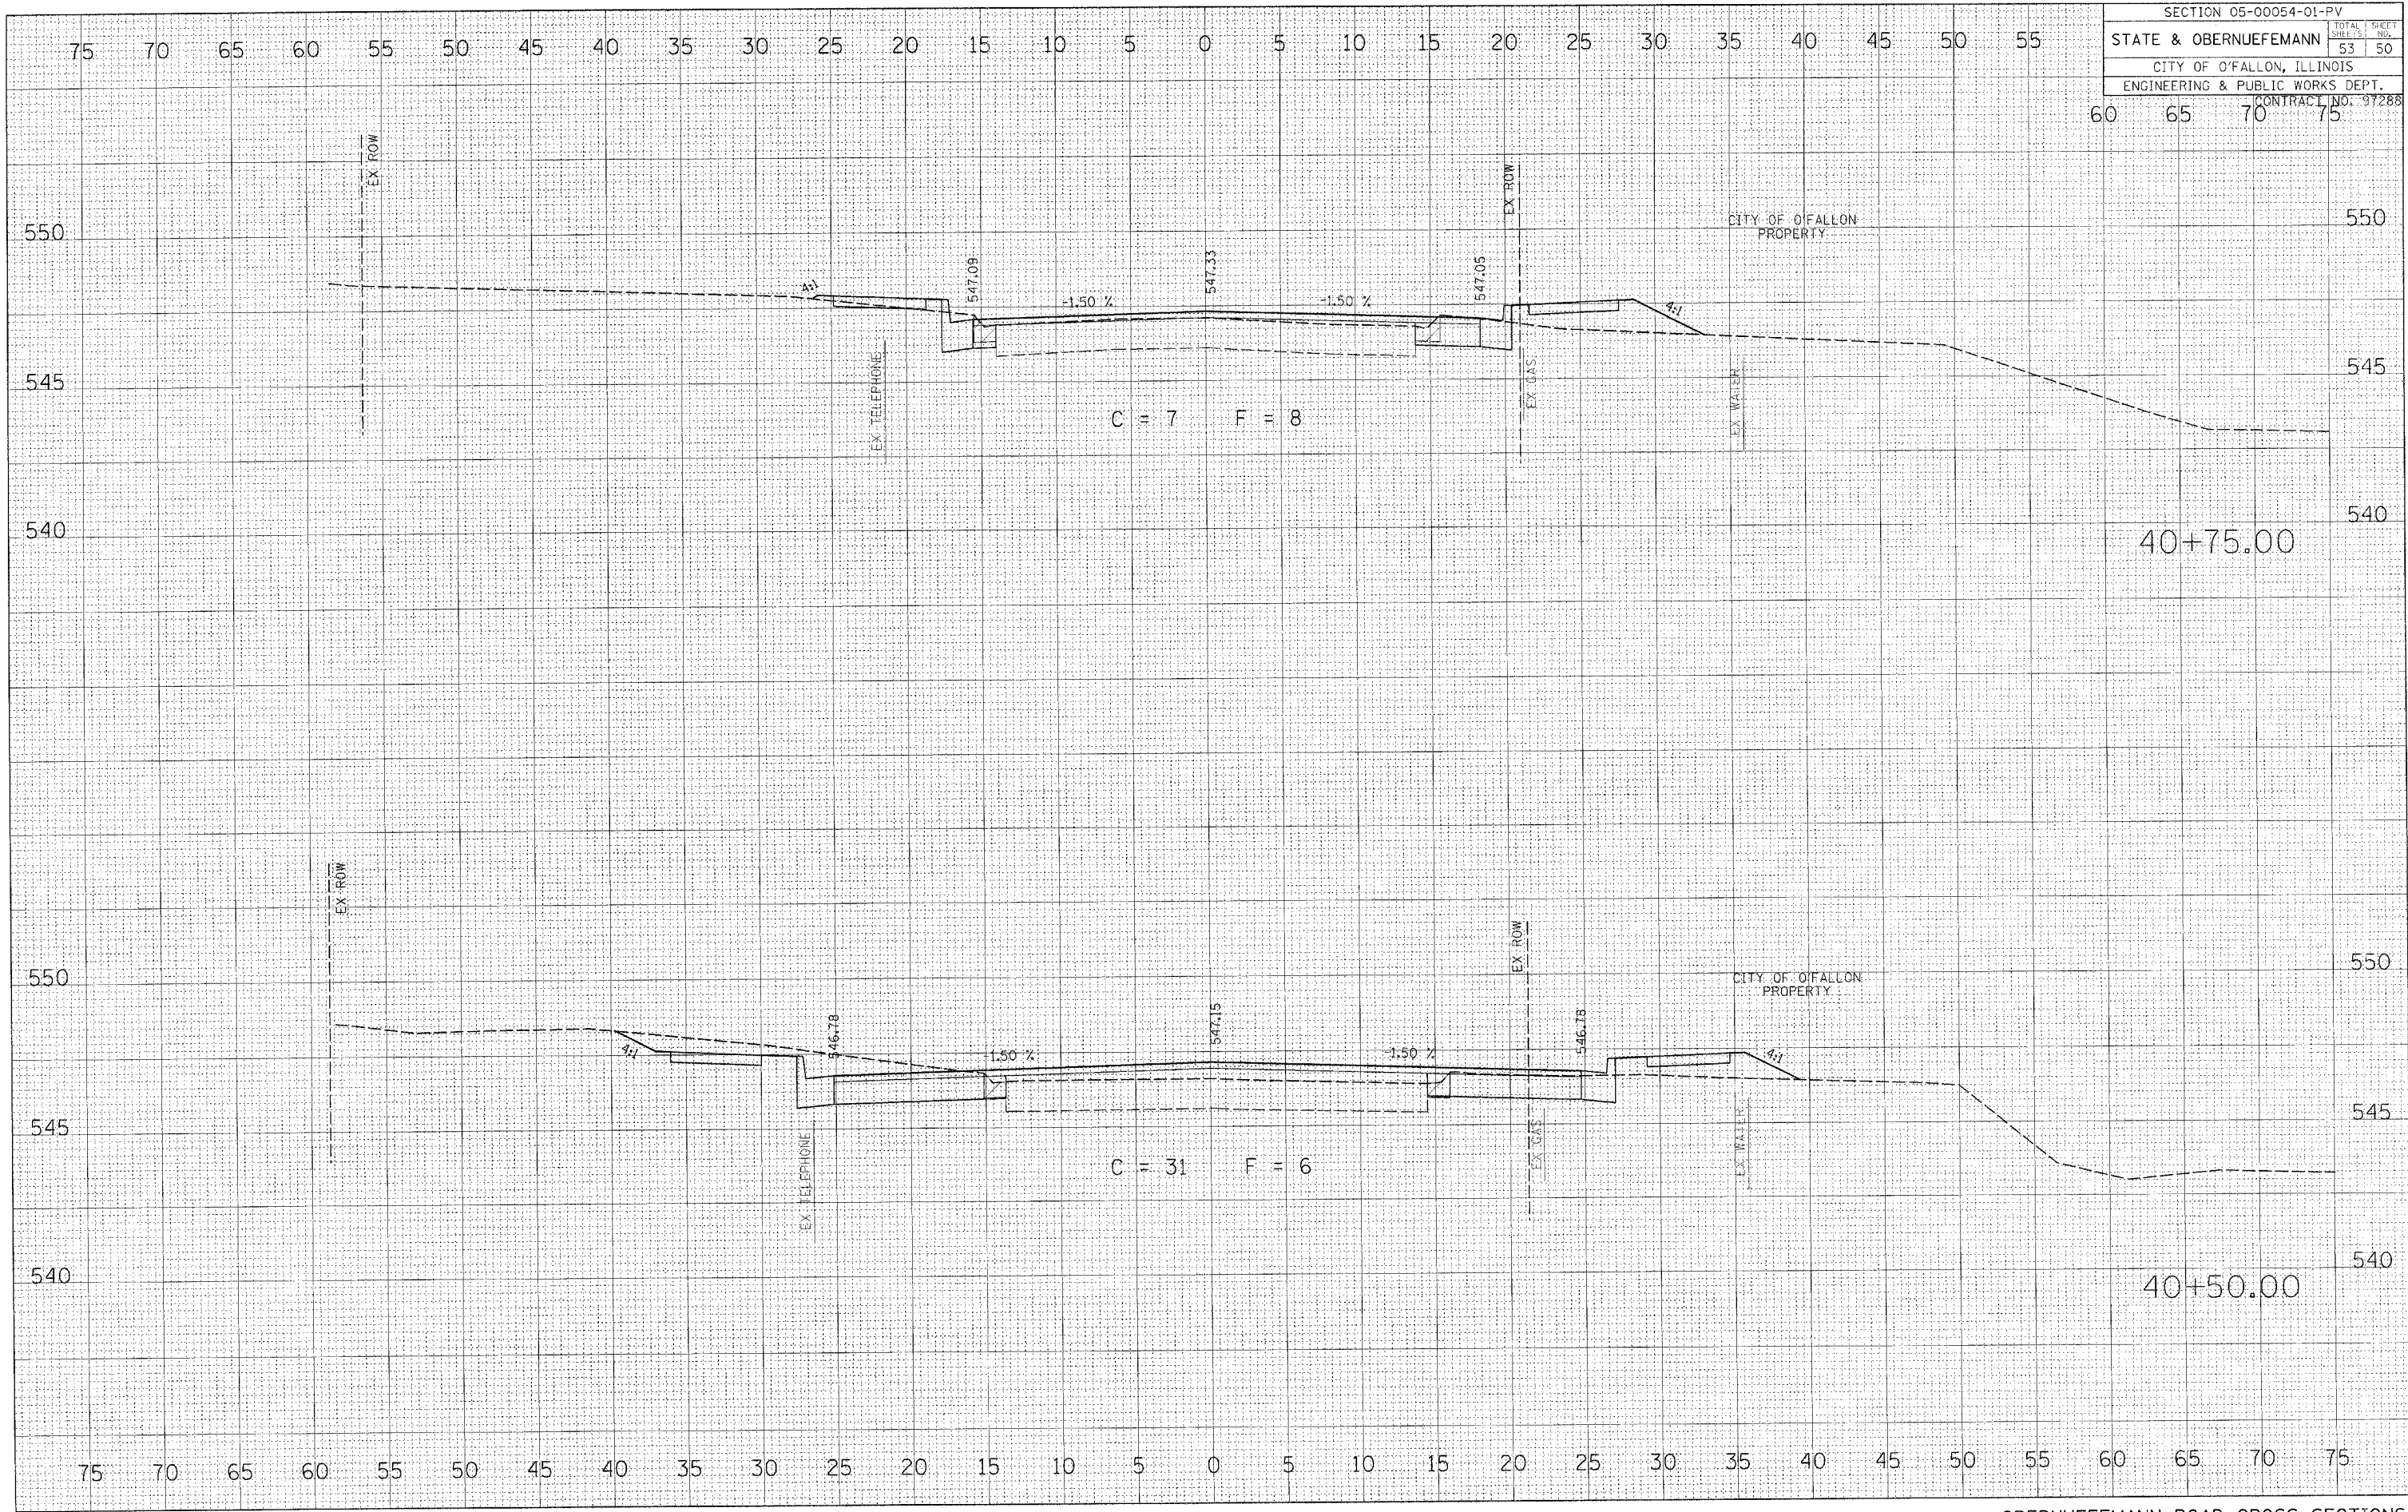 SECTION 05-00054-01-PV
STATE & OBERNUEFEMANN
TOTAL SHEETS
53
SHEET NO.
50
CITY OF O'FALLON, ILLINOIS
ENGINEERING & PUBLIC WORKS DEPT.
CONTRACT NO. 97288
75 70 65 60 55 50 45 40 35 30 25 20 15 10 5 0 5 10 15 20 25 30 35 40 45 50 55
60 65 70 75
EX ROW
EX ROW
CITY OF O'FALLON
PROPERTY
550 550
547.09
547.33
547.05
4:1
-1.50 %
-1.50 %
4:1
545 545
EX TELEPHONE
EX GAS
EX WATER
C = 7 F = 8
540 540
40+75.00
EX ROW
EX ROW
CITY OF O'FALLON
PROPERTY
550 550
546.78
547.15
546.78
4:1
1.50 %
-1.50 %
4:1
545 545
EX TELEPHONE
EX GAS
EX WATER
C = 31 F = 6
540 540
40+50.00
75 70 65 60 55 50 45 40 35 30 25 20 15 10 5 0 5 10 15 20 25 30 35 40 45 50 55 60 65 70 75
OBERNUEFEMANN ROAD CROSS SECTIONS